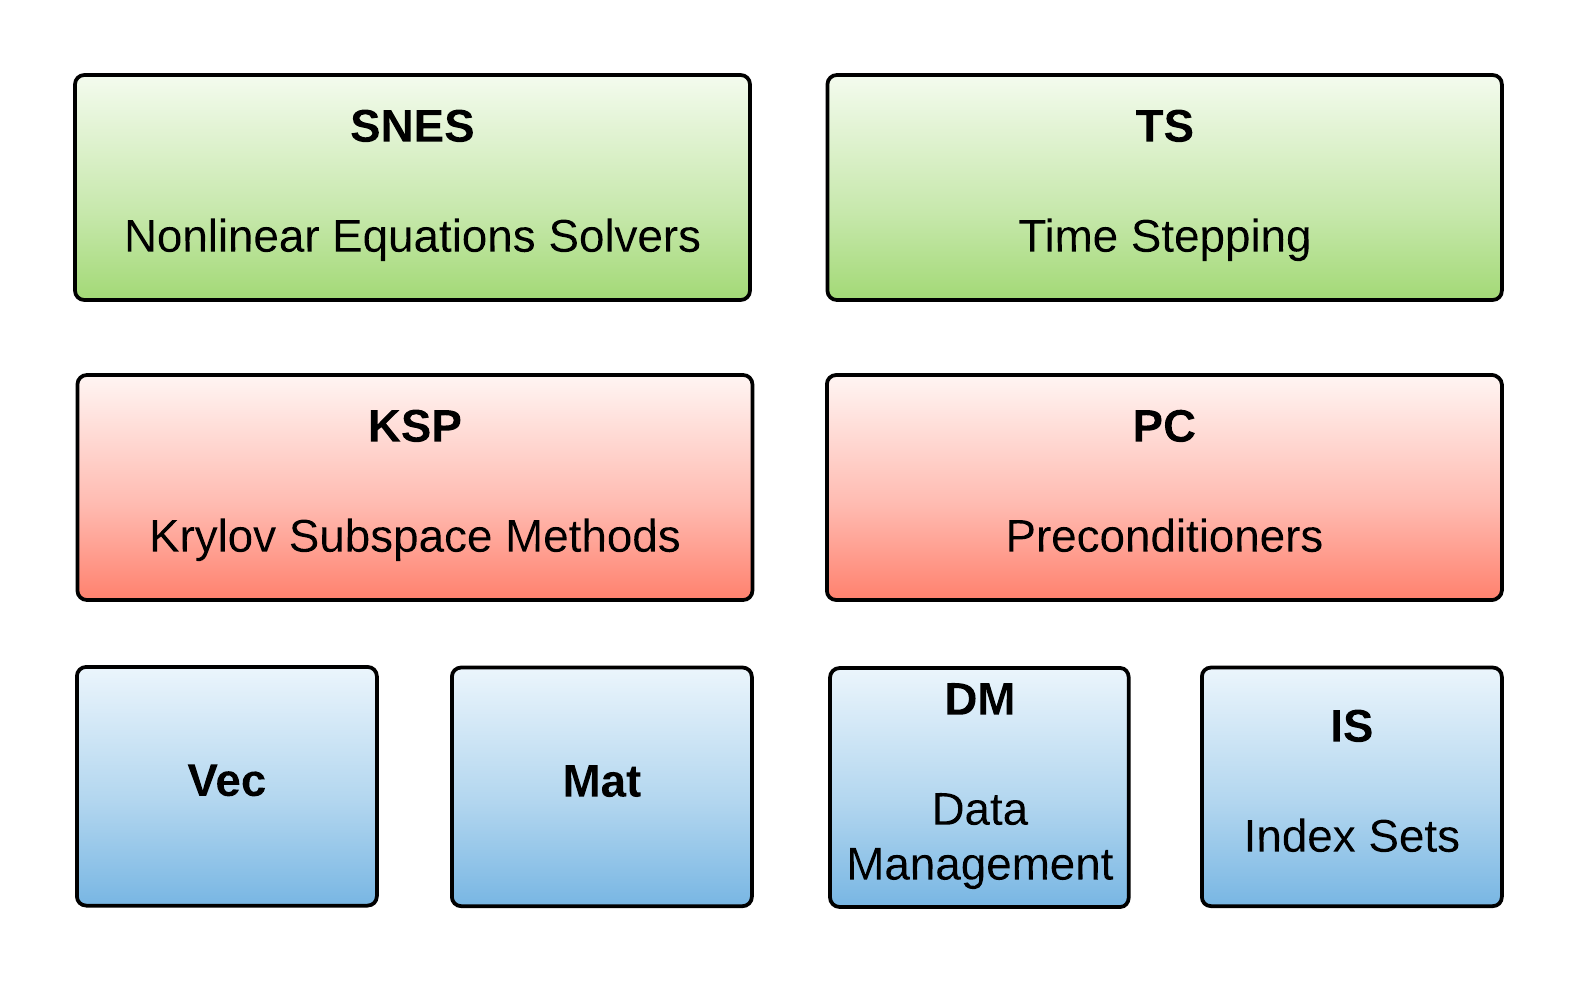 SNES
Nonlinear Equations Solvers
TS
Time Stepping
KSP
Krylov Subspace Methods
PC
Preconditioners
Vec
Mat
DM
Data
Management
IS
Index Sets